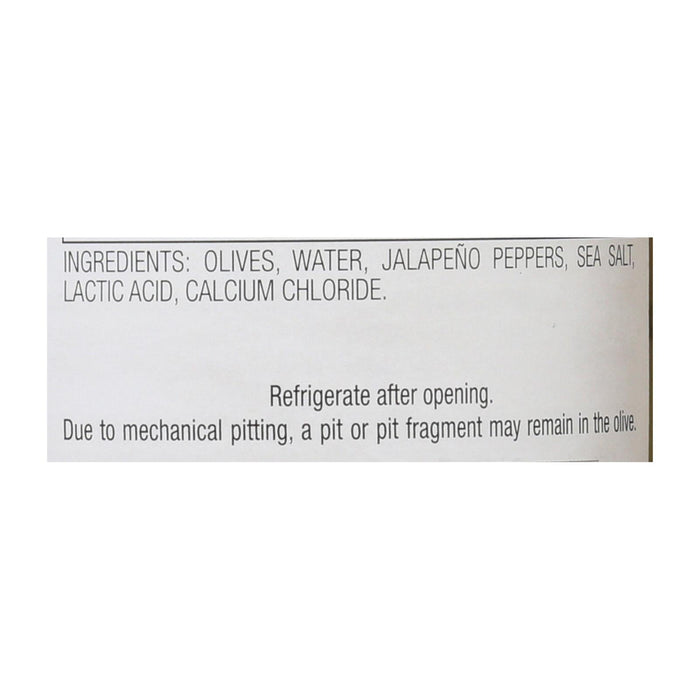 INGREDIENTS: OLIVES, WATER, JALAPEÑO PEPPERS, SEA SALT,
LACTIC ACID, CALCIUM CHLORIDE.
Refrigerate after opening.
Due to mechanical pitting, a pit or pit fragment may remain in the olive.